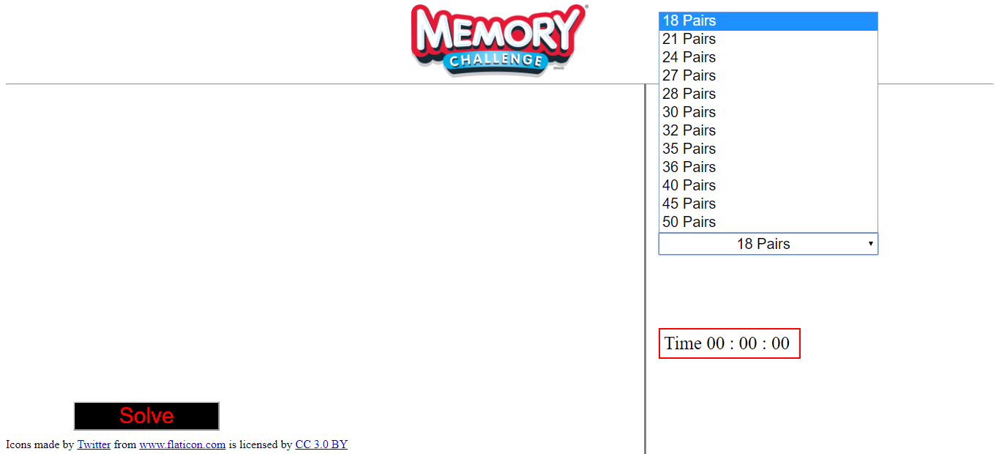 MEMORY
CHALLENGE
BRAND
18 Pairs
21 Pairs
24 Pairs
27 Pairs
28 Pairs
30 Pairs
32 Pairs
35 Pairs
36 Pairs
40 Pairs
45 Pairs
50 Pairs
18 Pairs
Time 00 : 00 : 00
Solve
Icons made by Twitter from www.flaticon.com is licensed by CC 3.0 BY